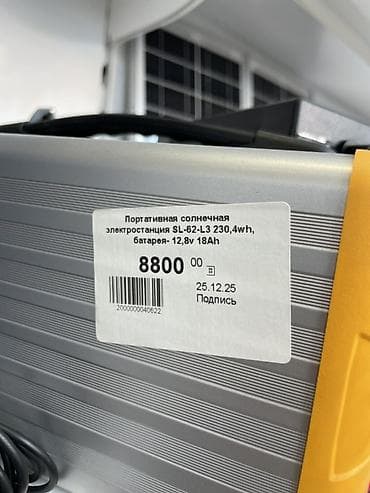 Портативная солнечная
электростанция SL-62-L3 230,4wh,
батарея- 12,8v 18Ah
8800 00
25.12.25
Подпись
2000000040622